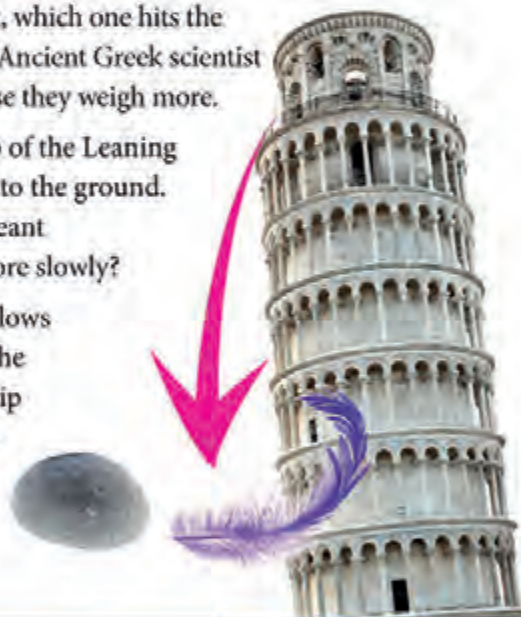 , which one hits the
Ancient Greek scientist
se they weigh more.
of the Leaning
to the ground.
eant
ore slowly?
lows
he
ip